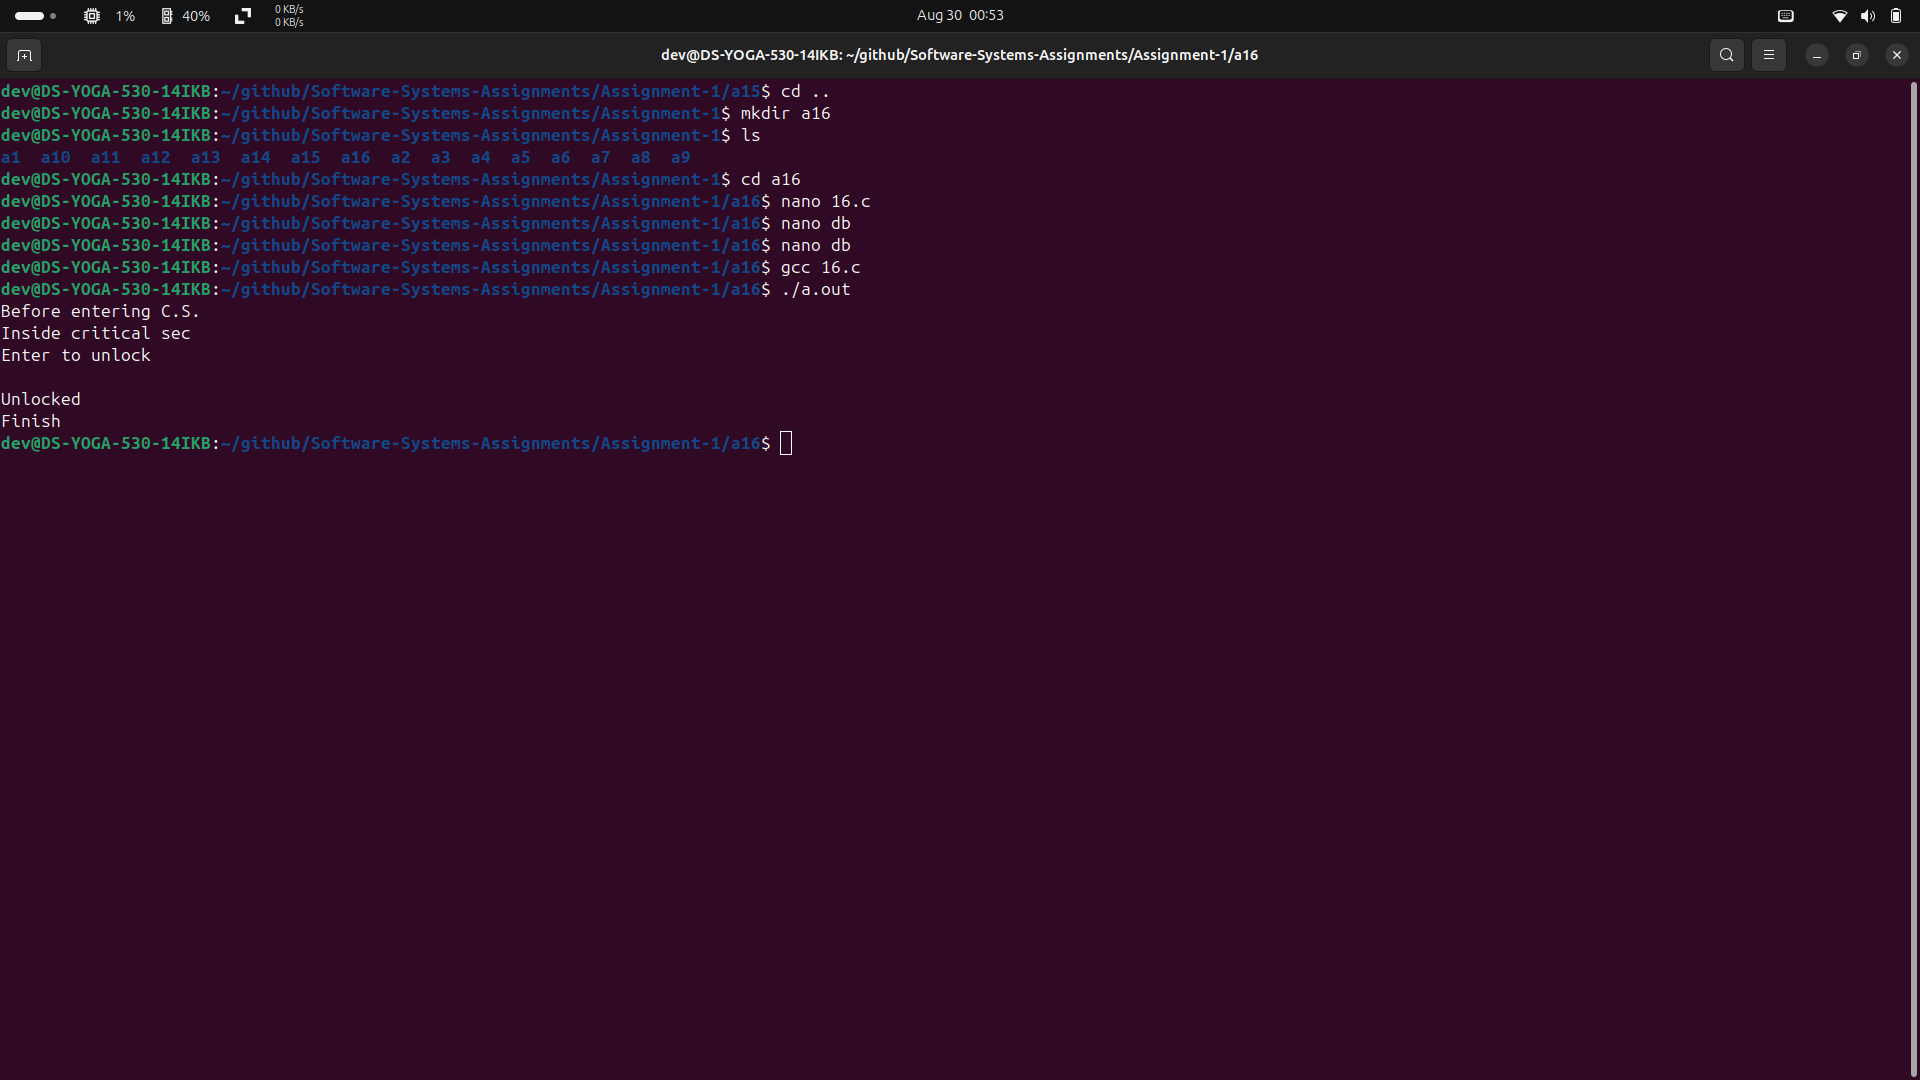 1% 40% 0 KB/s
0 KB/s
Aug 30 00:53
dev@DS-YOGA-530-14IKB: ~/github/Software-Systems-Assignments/Assignment-1/a16
dev@DS-YOGA-530-14IKB:~/github/Software-Systems-Assignments/Assignment-1/a15$ cd ..
dev@DS-YOGA-530-14IKB:~/github/Software-Systems-Assignments/Assignment-1$ mkdir a16
dev@DS-YOGA-530-14IKB:~/github/Software-Systems-Assignments/Assignment-1$ ls
a1  a10  a11  a12  a13  a14  a15  a16  a2  a3  a4  a5  a6  a7  a8  a9
dev@DS-YOGA-530-14IKB:~/github/Software-Systems-Assignments/Assignment-1$ cd a16
dev@DS-YOGA-530-14IKB:~/github/Software-Systems-Assignments/Assignment-1/a16$ nano 16.c
dev@DS-YOGA-530-14IKB:~/github/Software-Systems-Assignments/Assignment-1/a16$ nano db
dev@DS-YOGA-530-14IKB:~/github/Software-Systems-Assignments/Assignment-1/a16$ nano db
dev@DS-YOGA-530-14IKB:~/github/Software-Systems-Assignments/Assignment-1/a16$ gcc 16.c
dev@DS-YOGA-530-14IKB:~/github/Software-Systems-Assignments/Assignment-1/a16$ ./a.out
Before entering C.S.
Inside critical sec
Enter to unlock
Unlocked
Finish
dev@DS-YOGA-530-14IKB:~/github/Software-Systems-Assignments/Assignment-1/a16$